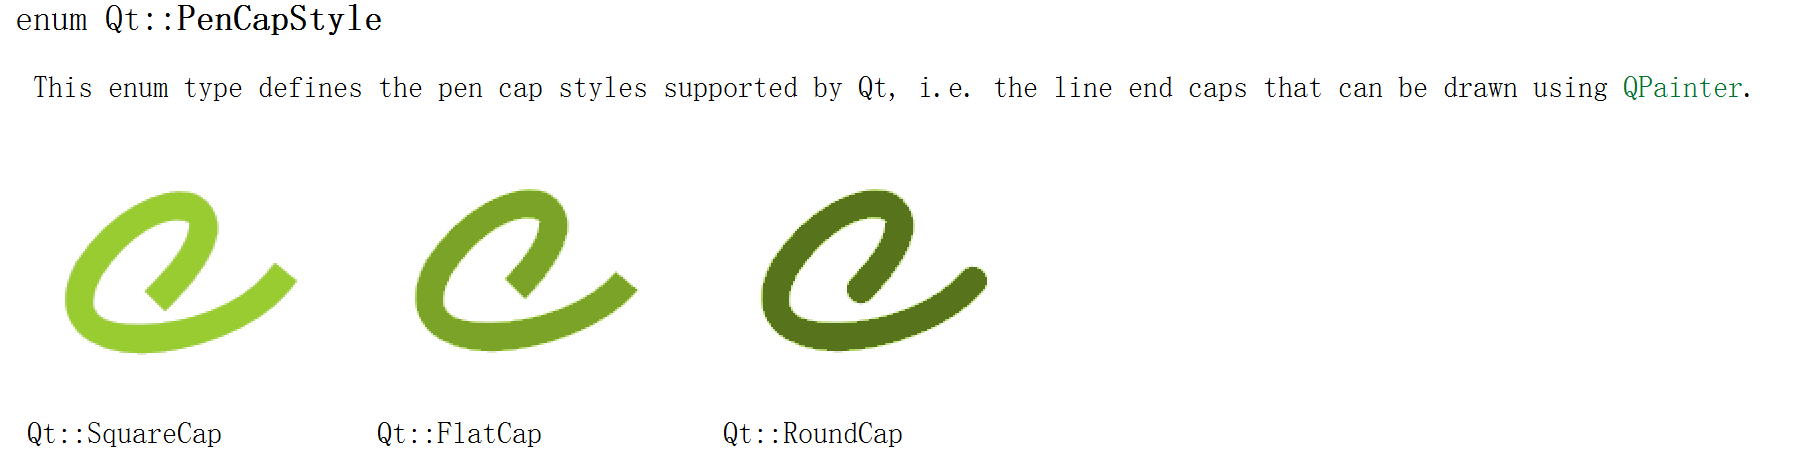 enum Qt::PenCapStyle
This enum type defines the pen cap styles supported by Qt, i.e. the line end caps that can be drawn using QPainter.
Qt::SquareCap Qt::FlatCap Qt::RoundCap